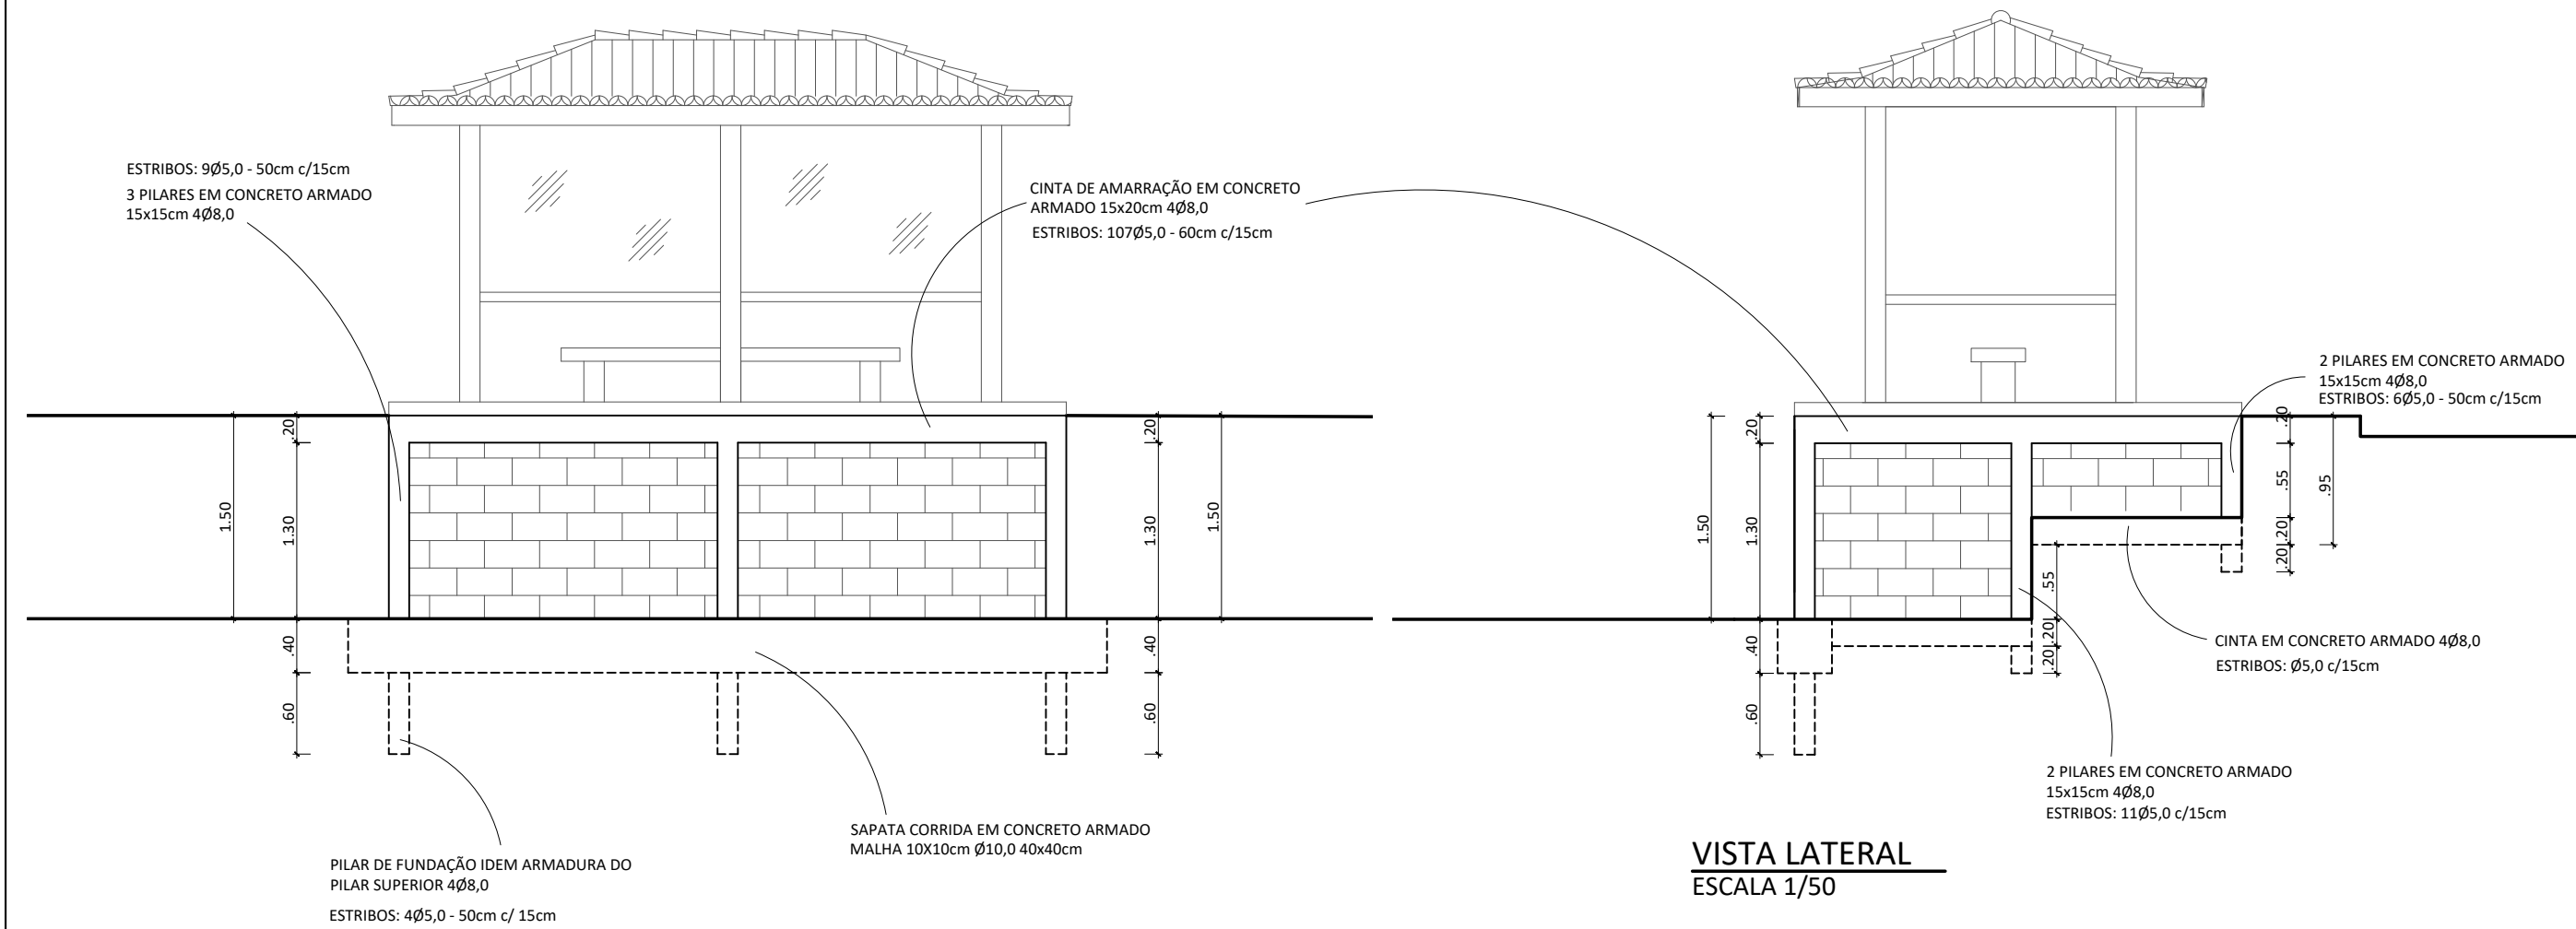 ESTRIBOS: 9Ø5,0 - 50cm c/15cm
3 PILARES EM CONCRETO ARMADO
15x15cm 4Ø8,0
CINTA DE AMARRAÇÃO EM CONCRETO
ARMADO 15x20cm 4Ø8,0
ESTRIBOS: 107Ø5,0 - 60cm c/15cm
2 PILARES EM CONCRETO ARMADO
15x15cm 4Ø8,0
ESTRIBOS: 6Ø5,0 - 50cm c/15cm
1.50
.20
1.30
.40
.60
.20
1.30
1.50
.40
.60
1.50
.20
1.30
.40
.60
.55
.20
.20
.20
.55
.20
.20
.95
CINTA EM CONCRETO ARMADO 4Ø8,0
ESTRIBOS: Ø5,0 c/15cm
2 PILARES EM CONCRETO ARMADO
15x15cm 4Ø8,0
ESTRIBOS: 11Ø5,0 c/15cm
SAPATA CORRIDA EM CONCRETO ARMADO
MALHA 10X10cm Ø10,0 40x40cm
PILAR DE FUNDAÇÃO IDEM ARMADURA DO
PILAR SUPERIOR 4Ø8,0
ESTRIBOS: 4Ø5,0 - 50cm c/ 15cm
VISTA LATERAL
ESCALA 1/50